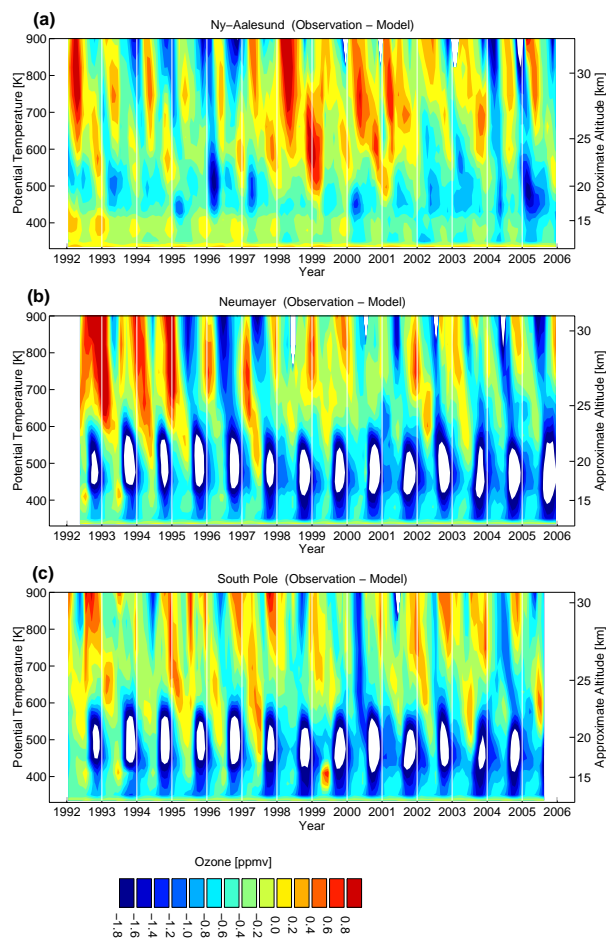 (a)
Ny−Aalesund (Observation − Model)
Potential Temperature [K]
900
800
700
600
500
400
Approximate Altitude [km]
30
25
20
15
1992 1993 1994 1995 1996 1997 1998 1999 2000 2001 2002 2003 2004 2005 2006
Year
(b)
Neumayer (Observation − Model)
Potential Temperature [K]
900
800
700
600
500
400
Approximate Altitude [km]
30
25
20
15
1992 1993 1994 1995 1996 1997 1998 1999 2000 2001 2002 2003 2004 2005 2006
Year
(c)
South Pole (Observation − Model)
Potential Temperature [K]
900
800
700
600
500
400
Approximate Altitude [km]
30
25
20
15
1992 1993 1994 1995 1996 1997 1998 1999 2000 2001 2002 2003 2004 2005 2006
Year
Ozone [ppmv]
−1.8 −1.6 −1.4 −1.2 −1.0 −0.8 −0.6 −0.4 −0.2 0.0 0.2 0.4 0.6 0.8